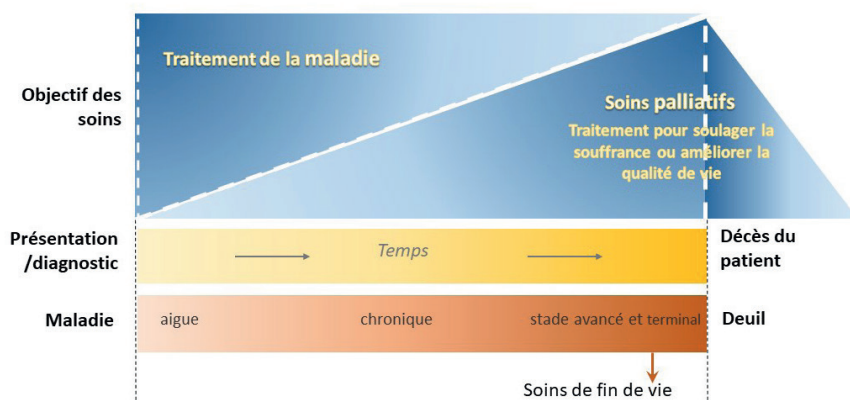 Objectif des
soins
Traitement de la maladie
Soins palliatifs
Traitement pour soulager la
souffrance ou améliorer la
qualité de vie
Présentation
/diagnostic
Temps
Décès du
patient
Maladie
aigue
chronique
stade avancé et terminal
Deuil
Soins de fin de vie